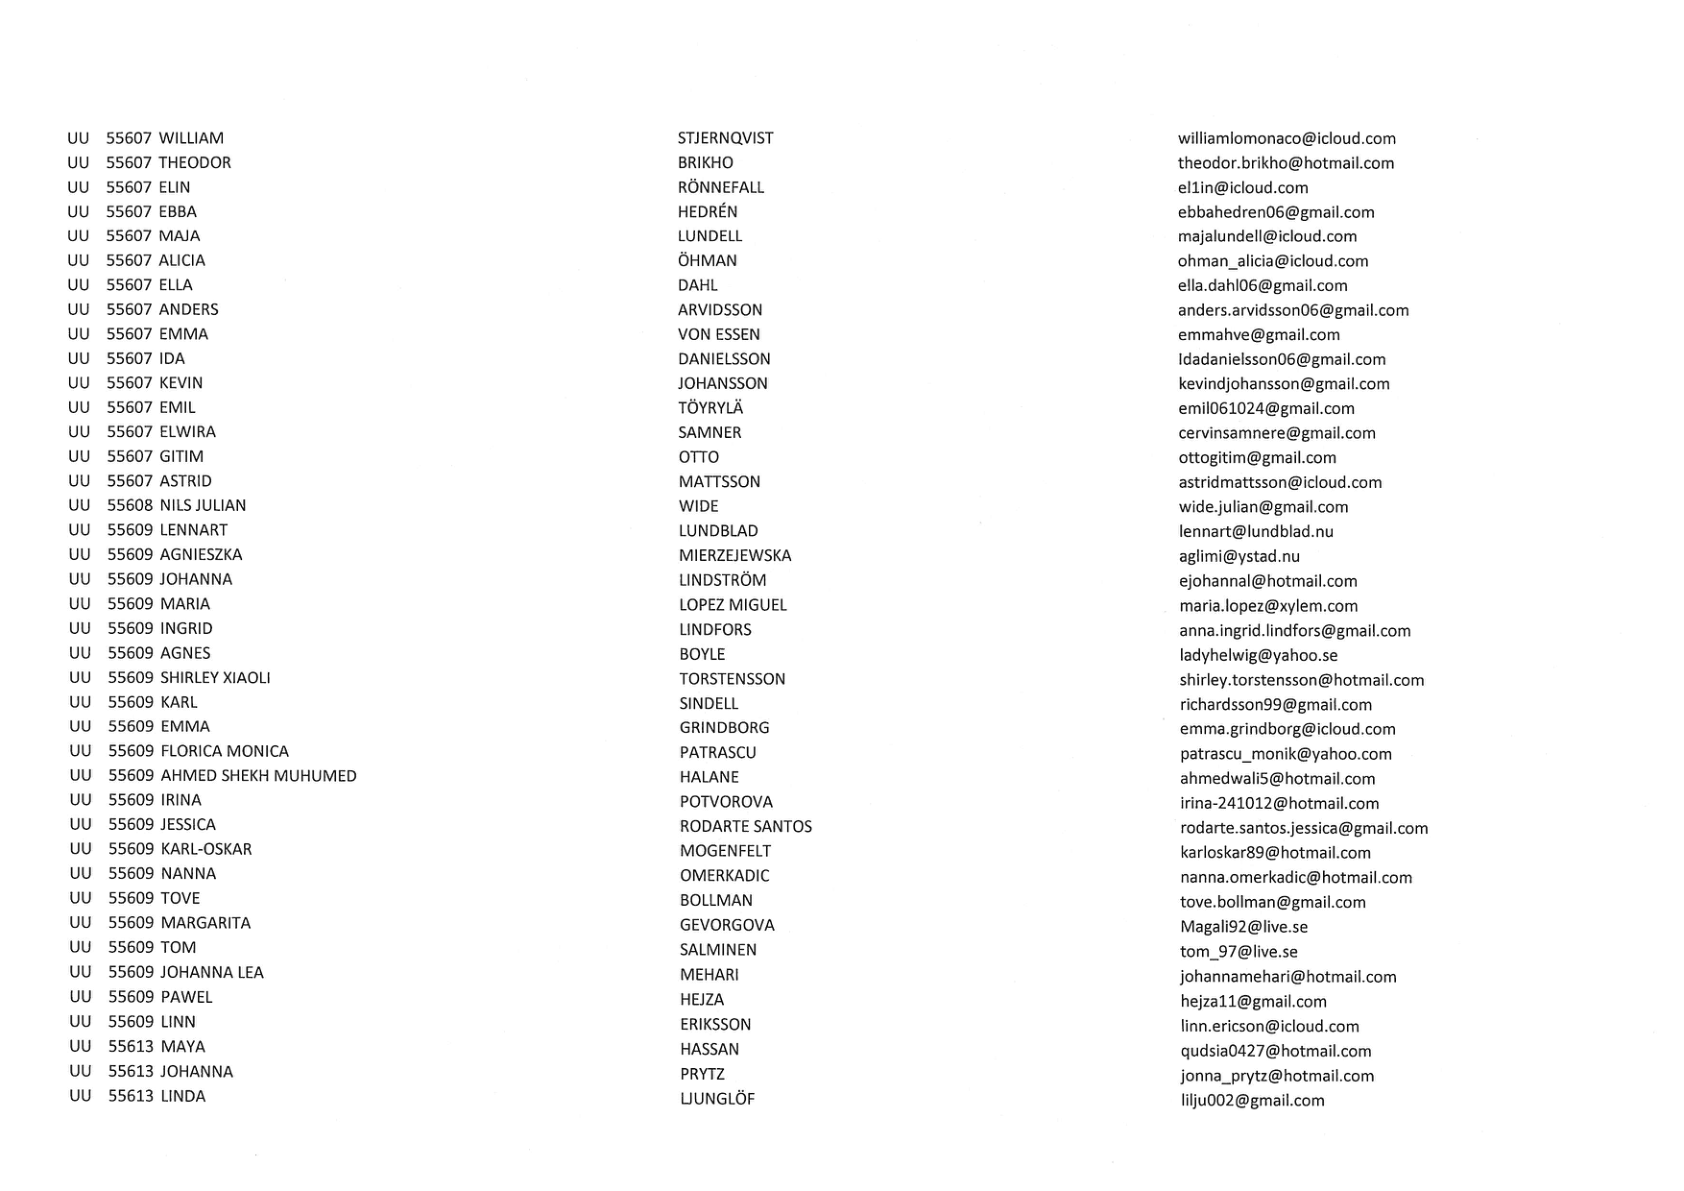 UU 55607 WILLIAM STJERNQVIST williamlomonaco@icloud.com
UU 55607 THEODOR BRIKHO theodor.brikho@hotmail.com
UU 55607 ELIN RÖNNEFALL el1in@icloud.com
UU 55607 EBBA HEDRÉN ebbahedren06@gmail.com
UU 55607 MAJA LUNDELL majalundell@icloud.com
UU 55607 ALICIA ÖHMAN ohman_alicia@icloud.com
UU 55607 ELLA DAHL ella.dahl06@gmail.com
UU 55607 ANDERS ARVIDSSON anders.arvidsson06@gmail.com
UU 55607 EMMA VON ESSEN emmahve@gmail.com
UU 55607 IDA DANIELSSON Idadanielsson06@gmail.com
UU 55607 KEVIN JOHANSSON kevindjohansson@gmail.com
UU 55607 EMIL TÖYRYLÄ emil061024@gmail.com
UU 55607 ELWIRA SAMNER cervinsamnere@gmail.com
UU 55607 GITIM OTTO ottogitim@gmail.com
UU 55607 ASTRID MATTSSON astridmattsson@icloud.com
UU 55608 NILS JULIAN WIDE wide.julian@gmail.com
UU 55609 LENNART LUNDBLAD lennart@lundblad.nu
UU 55609 AGNIESZKA MIERZEJEWSKA aglimi@ystad.nu
UU 55609 JOHANNA LINDSTRÖM ejohannal@hotmail.com
UU 55609 MARIA LOPEZ MIGUEL maria.lopez@xylem.com
UU 55609 INGRID LINDFORS anna.ingrid.lindfors@gmail.com
UU 55609 AGNES BOYLE ladyhelwig@yahoo.se
UU 55609 SHIRLEY XIAOLI TORSTENSSON shirley.torstensson@hotmail.com
UU 55609 KARL SINDELL richardsson99@gmail.com
UU 55609 EMMA GRINDBORG emma.grindborg@icloud.com
UU 55609 FLORICA MONICA PATRASCU patrascu_monik@yahoo.com
UU 55609 AHMED SHEKH MUHUMED HALANE ahmedwali5@hotmail.com
UU 55609 IRINA POTVOROVA irina-241012@hotmail.com
UU 55609 JESSICA RODARTE SANTOS rodarte.santos.jessica@gmail.com
UU 55609 KARL-OSKAR MOGENFELT karloskar89@hotmail.com
UU 55609 NANNA OMERKADIC nanna.omerkadic@hotmail.com
UU 55609 TOVE BOLLMAN tove.bollman@gmail.com
UU 55609 MARGARITA GEVORGOVA Magali92@live.se
UU 55609 TOM SALMINEN tom_97@live.se
UU 55609 JOHANNA LEA MEHARI johannamehari@hotmail.com
UU 55609 PAWEL HEJZA hejza11@gmail.com
UU 55609 LINN ERIKSSON linn.ericson@icloud.com
UU 55613 MAYA HASSAN qudsia0427@hotmail.com
UU 55613 JOHANNA PRYTZ jonna_prytz@hotmail.com
UU 55613 LINDA LJUNGLÖF lilju002@gmail.com